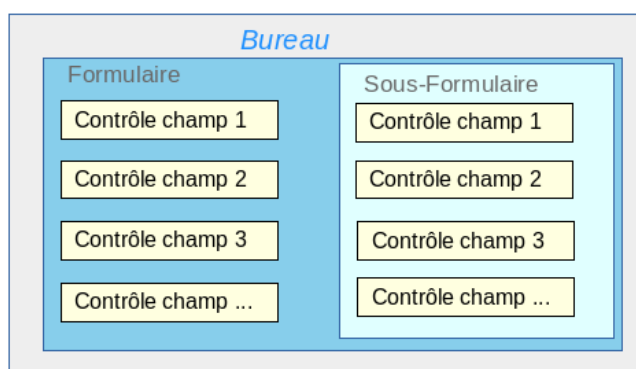 Bureau
Formulaire
Contrôle champ 1
Contrôle champ 2
Contrôle champ 3
Contrôle champ ...
Sous-Formulaire
Contrôle champ 1
Contrôle champ 2
Contrôle champ 3
Contrôle champ ...